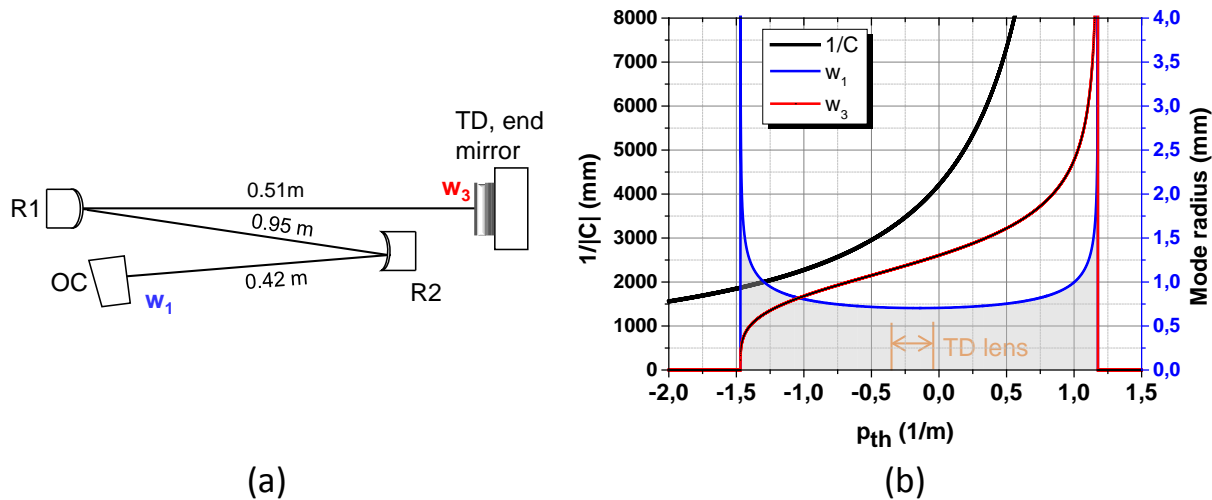 TD, end
mirror
w₃
0.51m
R1
0.95 m
OC
0.42 m
R2
w₁
(a)
1/C
w₁
w₃
8000
7000
6000
5000
4000
3000
2000
1000
0
1/|C| (mm)
4,0
3,5
3,0
2,5
2,0
1,5
1,0
0,5
0,0
Mode radius (mm)
TD lens
-2,0 -1,5 -1,0 -0,5 0,0 0,5 1,0 1,5
pth (1/m)
(b)